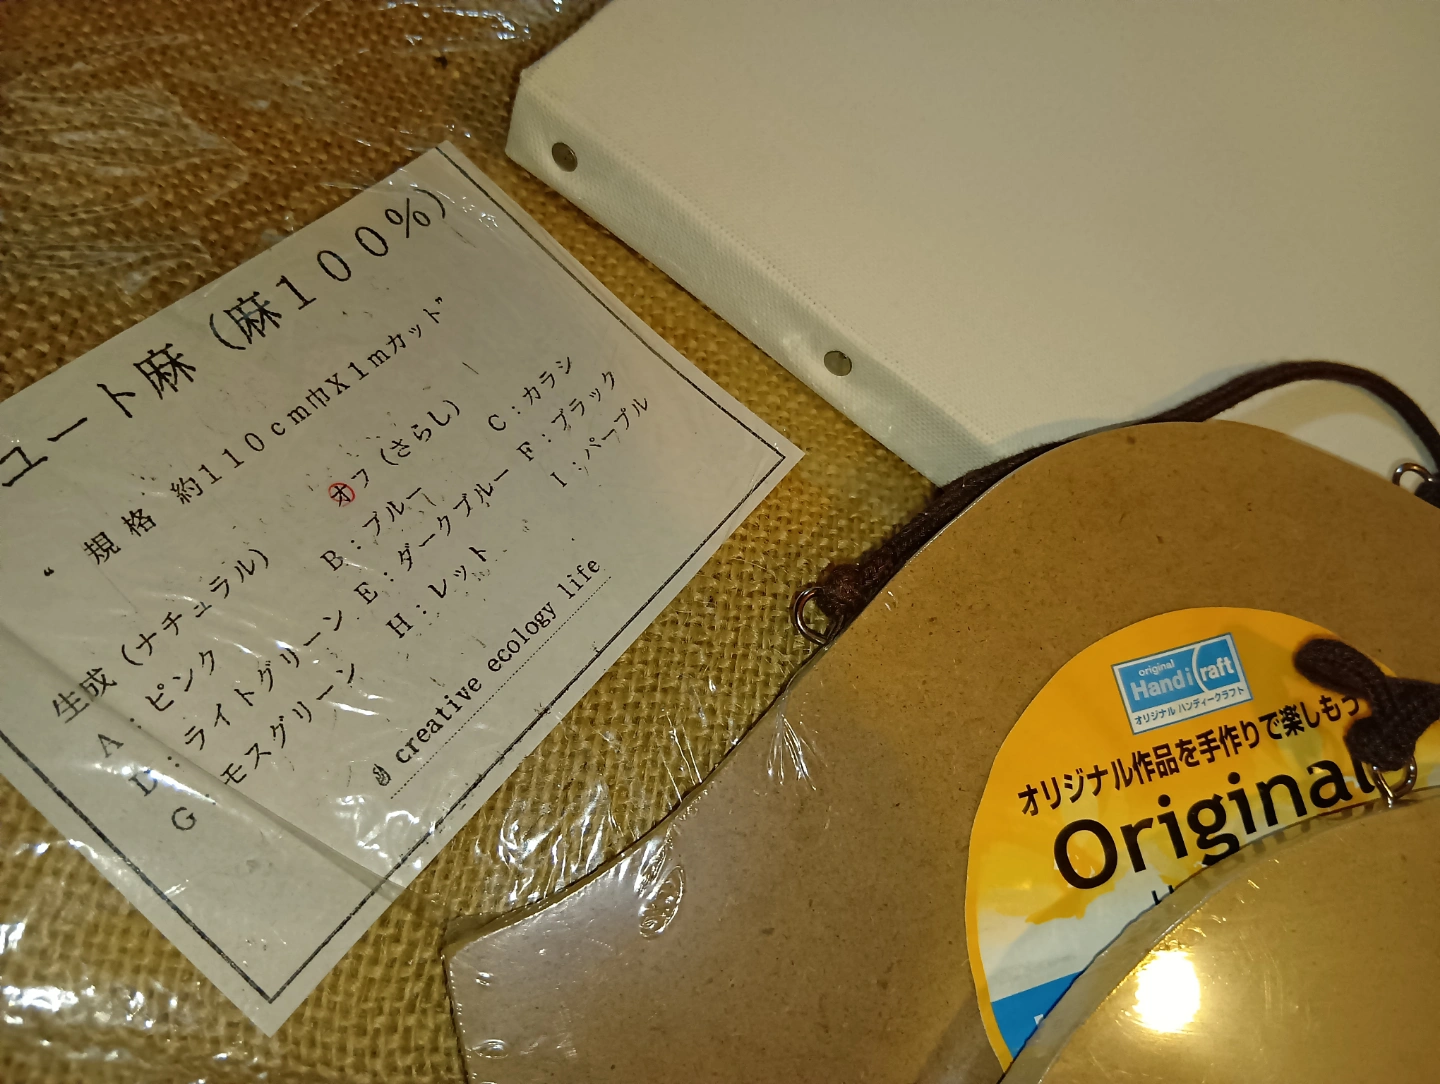 ュート麻（麻１００％）
“ 規 格 約１１０ｃｍ巾X１ｍカット”
生成（ナチュラル） オフ（さらし）
A：ピンク B：ブルー C：カラシ
D：ライトグリーン E：ダークブルー F：ブラック
G：モスグリーン H：レット I：パープル
creative ecology life
original
HandiCraft
オリジナル ハンディークラフト
オリジナル作品を手作りで楽しもう
Original